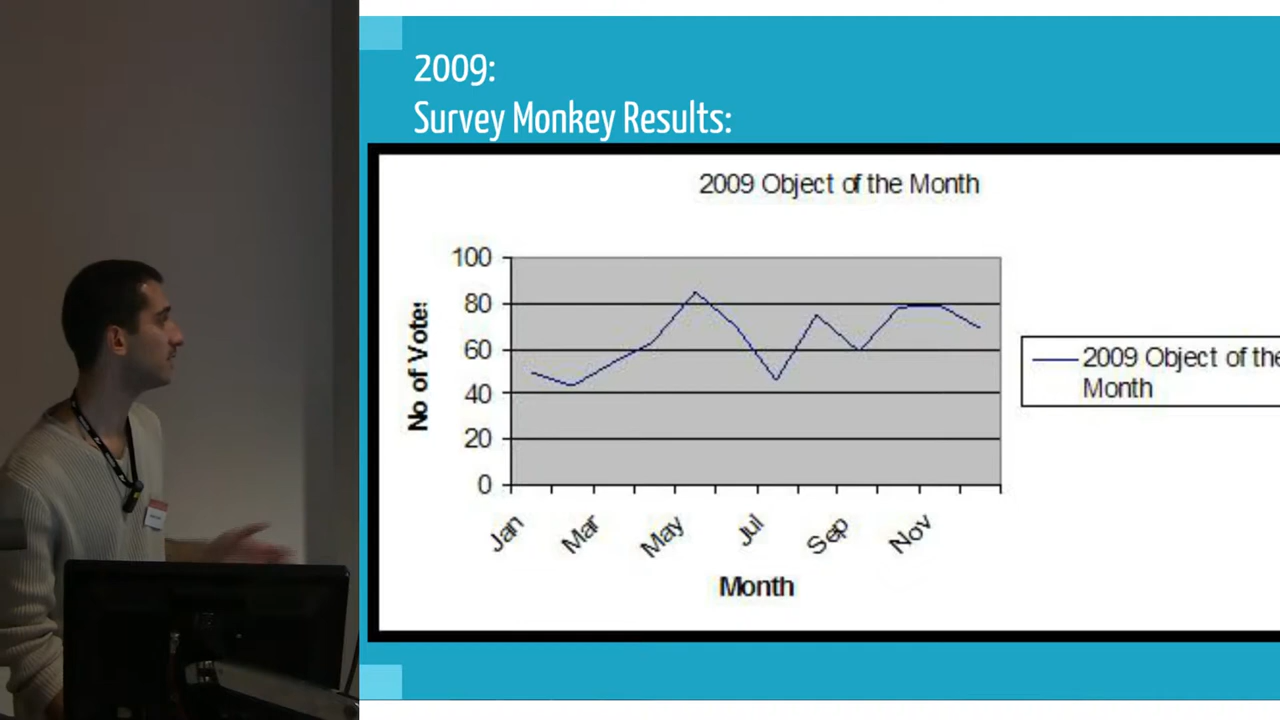 2009:
Survey Monkey Results:
2009 Object of the Month
100
80
60
40
20
0
No of Votes
Jan
Mar
May
Jul
Sep
Nov
Month
2009 Object of the
Month